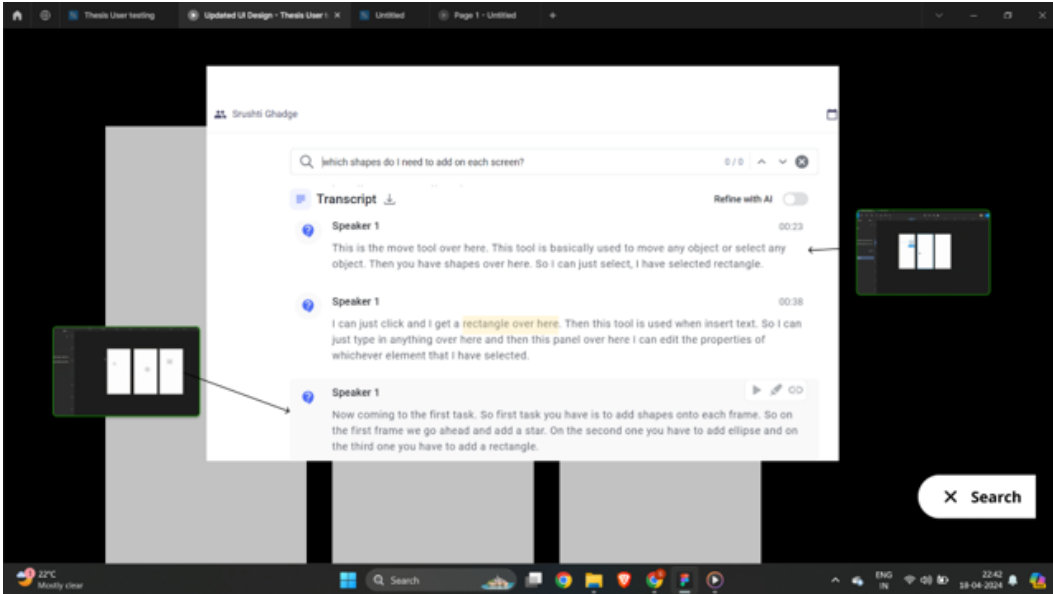 Thesis User testing
Updated UI Design - Thesis User t
Untitled
Page 1 - Untitled
Srushti Ghadge
which shapes do I need to add on each screen?
0/0
Transcript
Refine with AI
Speaker 1
00:23
This is the move tool over here. This tool is basically used to move any object or select any
object. Then you have shapes over here. So I can just select, I have selected rectangle.
Speaker 1
00:38
I can just click and I get a rectangle over here. Then this tool is used when insert text. So I can
just type in anything over here and then this panel over here I can edit the properties of
whichever element that I have selected.
Speaker 1
Now coming to the first task. So first task you have is to add shapes onto each frame. So on
the first frame we go ahead and add a star. On the second one you have to add ellipse and on
the third one you have to add a rectangle.
Search
22°C
Mostly clear
Search
ENG
IN
22:42
18-04-2024